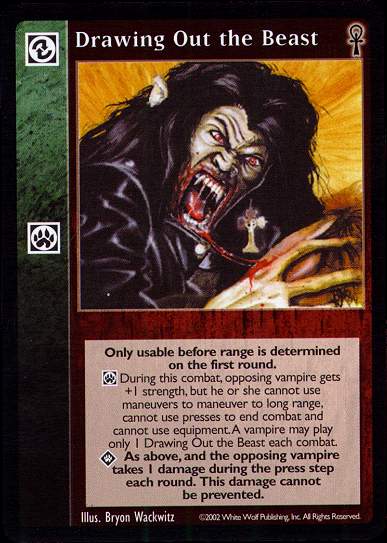 Drawing Out the Beast
Only usable before range is determined
on the first round.
During this combat, opposing vampire gets
+1 strength, but he or she cannot use
maneuvers to maneuver to long range,
cannot use presses to end combat and
cannot use equipment. A vampire may play
only 1 Drawing Out the Beast each combat.
As above, and the opposing vampire
takes 1 damage during the press step
each round. This damage cannot
be prevented.
Illus. Bryon Wackwitz
©2002 White Wolf Publishing, Inc. All Rights Reserved.